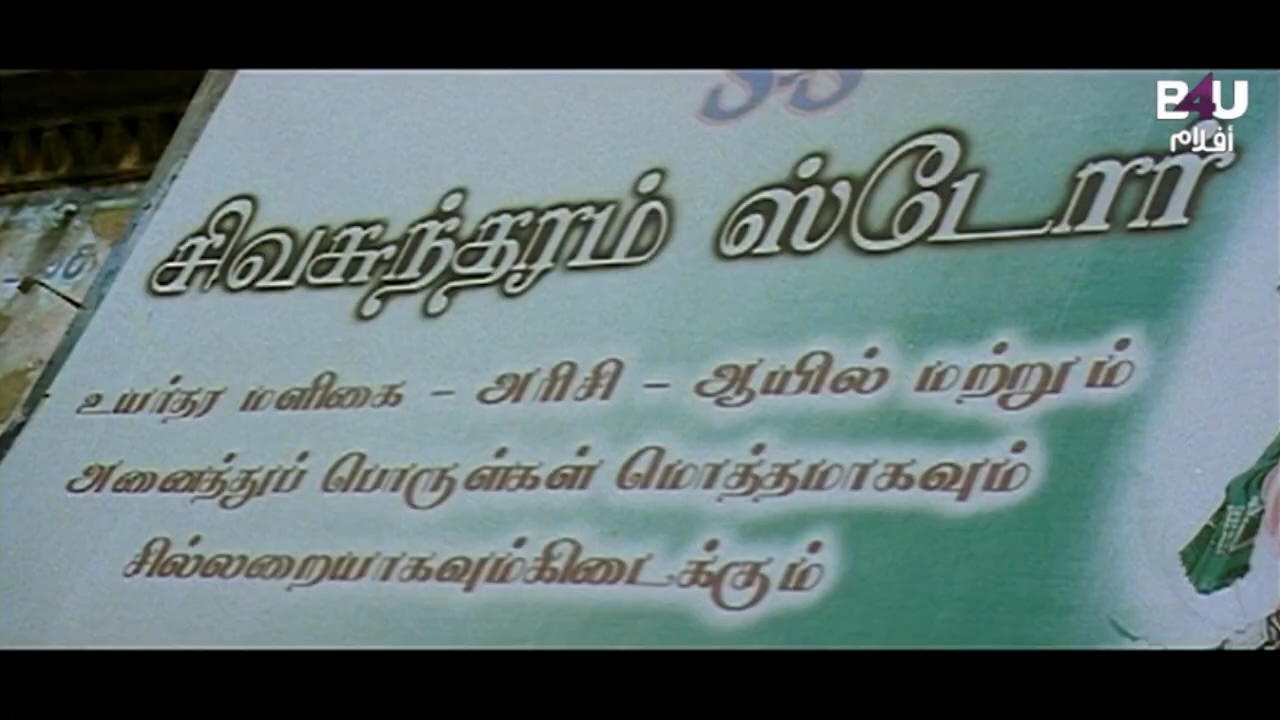 B4U
أفلام
S-S
சிவசுந்தரம் ஸ்டோர்
உயர்தர மளிகை - அரிசி - ஆயில் மற்றும்
அனைத்துப் பொருள்கள் மொத்தமாகவும்
சில்லறையாகவும்கிடைக்கும்